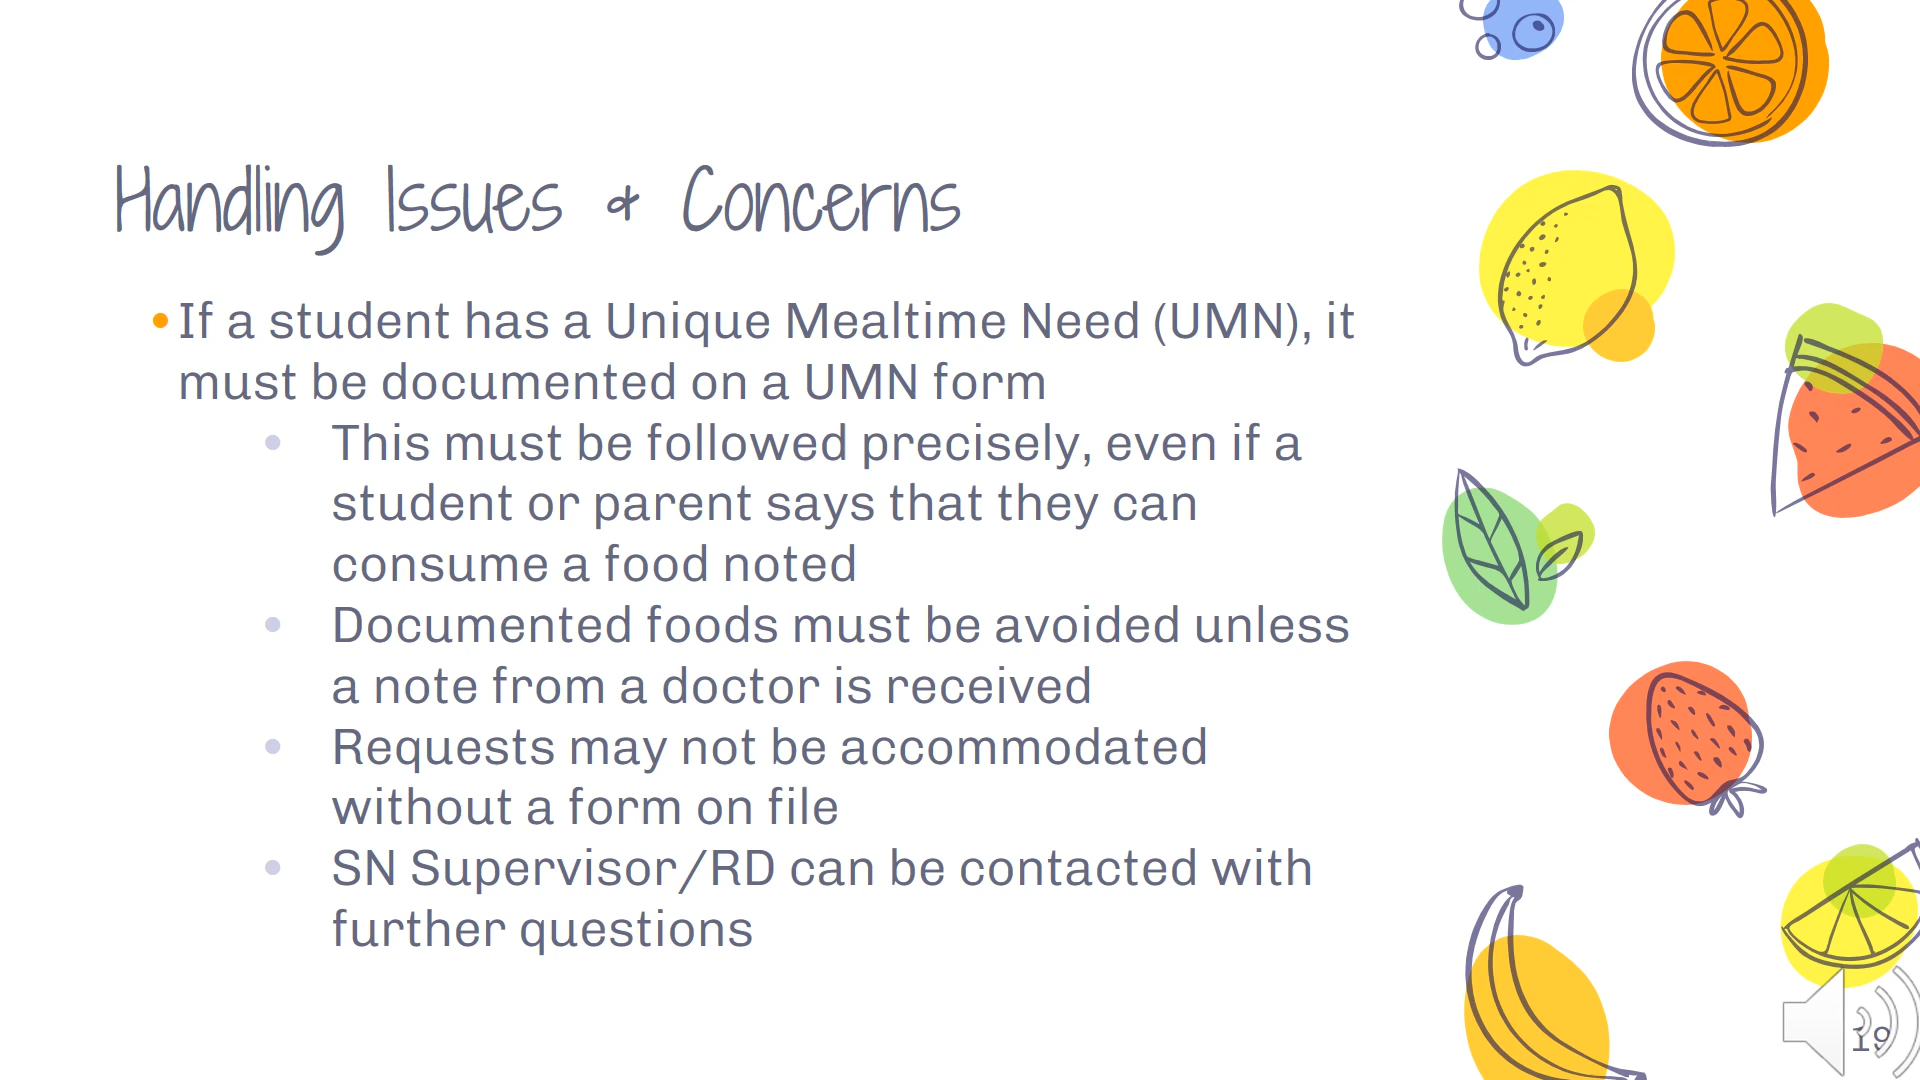 Handling Issues & Concerns
• If a student has a Unique Mealtime Need (UMN), it
must be documented on a UMN form
• This must be followed precisely, even if a
student or parent says that they can
consume a food noted
• Documented foods must be avoided unless
a note from a doctor is received
• Requests may not be accommodated
without a form on file
• SN Supervisor/RD can be contacted with
further questions
19